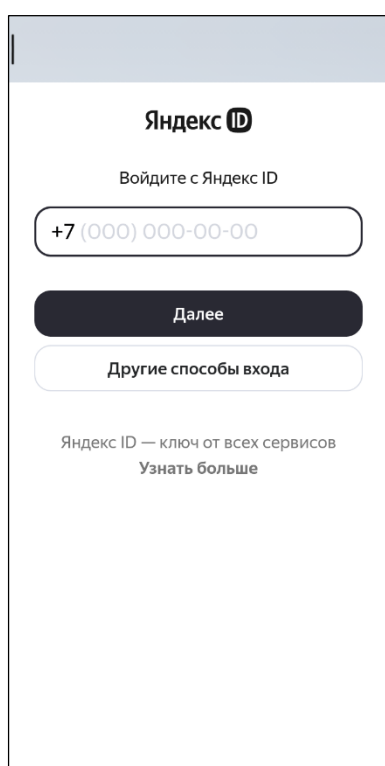 Яндекс ID
Войдите с Яндекс ID
+7 (000) 000-00-00
Далее
Другие способы входа
Яндекс ID — ключ от всех сервисов
Узнать больше